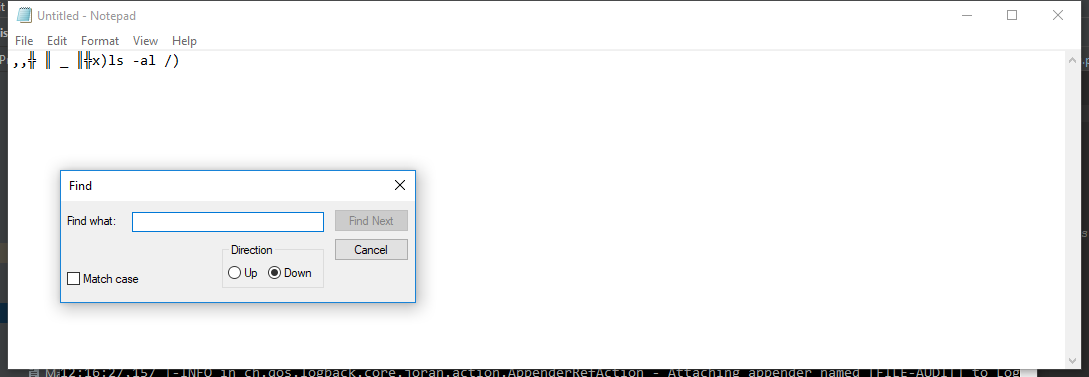 Untitled - Notepad
File Edit Format View Help
,,╬ ║ _ ║╬x)ls -al /)
Find
Find what:
Find Next
Direction
Cancel
Up Down
Match case
12:16:27,157 |-INFO in ch.qos.logback.core.joran.action.AppenderRefAction - Attaching appender named [FILE-AUDIT] to Log